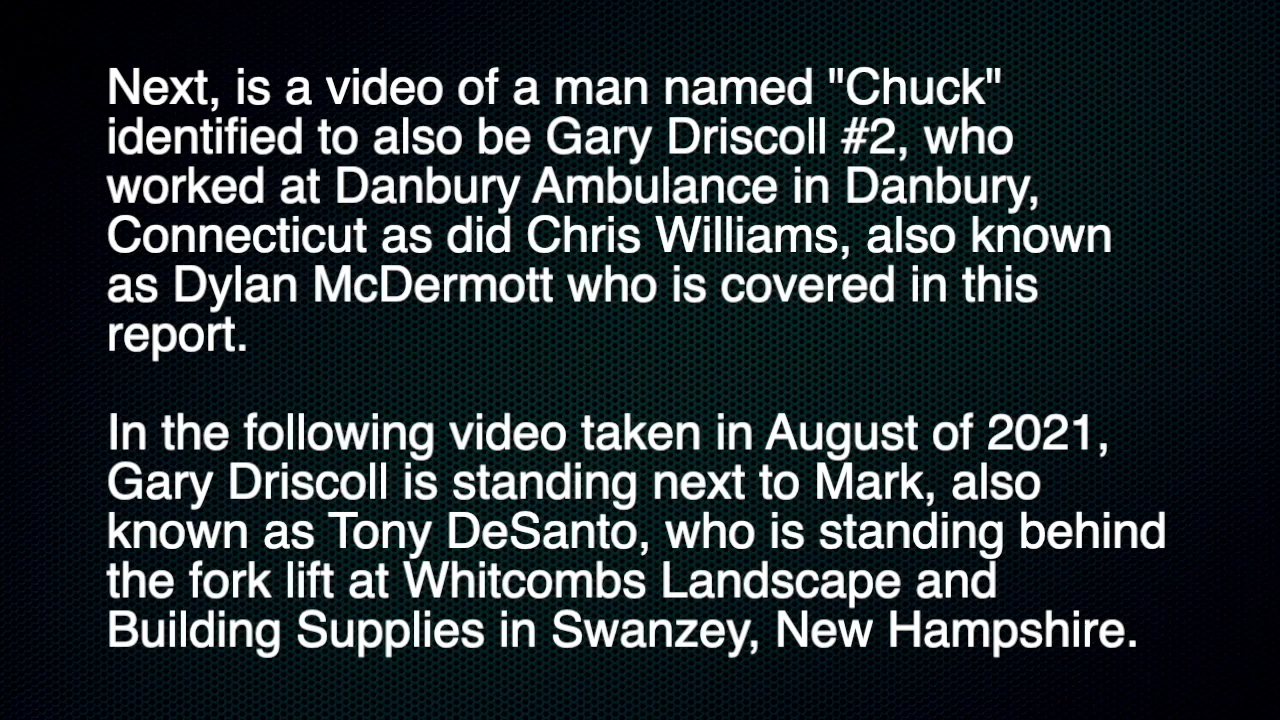 Next, is a video of a man named "Chuck"
identified to also be Gary Driscoll #2, who
worked at Danbury Ambulance in Danbury,
Connecticut as did Chris Williams, also known
as Dylan McDermott who is covered in this
report.
In the following video taken in August of 2021,
Gary Driscoll is standing next to Mark, also
known as Tony DeSanto, who is standing behind
the fork lift at Whitcombs Landscape and
Building Supplies in Swanzey, New Hampshire.